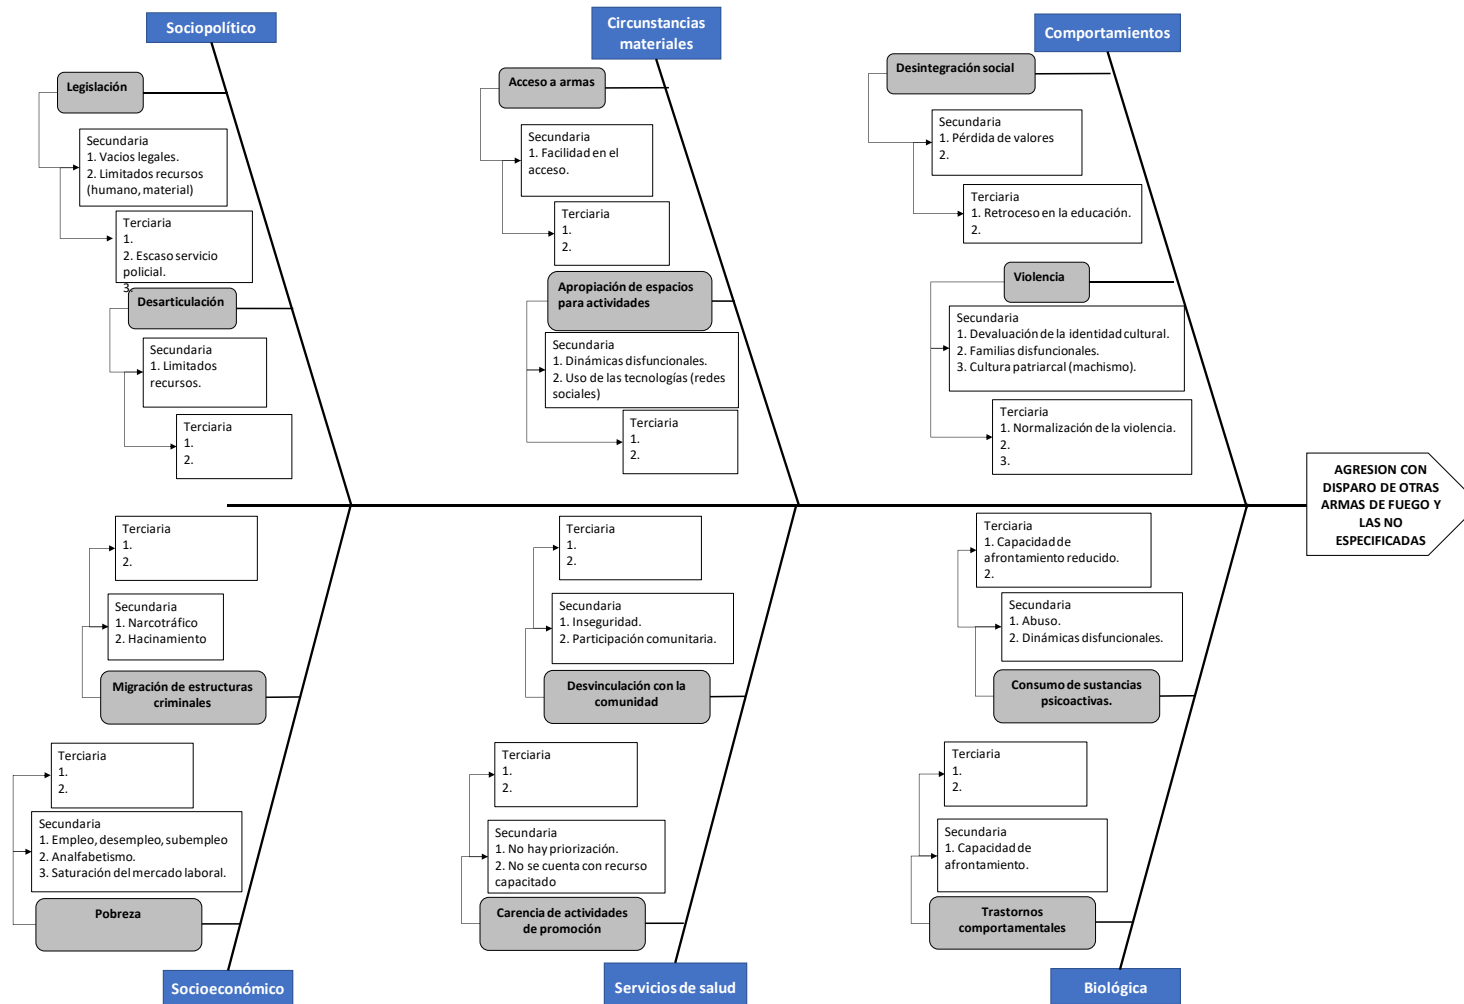 Sociopolítico
Circunstancias
materiales
Comportamientos
Legislación
Secundaria
1. Vacios legales.
2. Limitados recursos
(humano, material)
Terciaria
1.
2. Escaso servicio
policial.
3.
Desarticulación
Secundaria
1. Limitados
recursos.
Terciaria
1.
2.
Acceso a armas
Secundaria
1. Facilidad en el
acceso.
Terciaria
1.
2.
Apropiación de espacios
para actividades
Secundaria
1. Dinámicas disfuncionales.
2. Uso de las tecnologías (redes
sociales)
Terciaria
1.
2.
Desintegración social
Secundaria
1. Pérdida de valores
2.
Terciaria
1. Retroceso en la educación.
2.
Violencia
Secundaria
1. Devaluación de la identidad cultural.
2. Familias disfuncionales.
3. Cultura patriarcal (machismo).
Terciaria
1. Normalización de la violencia.
2.
3.
AGRESION CON
DISPARO DE OTRAS
ARMAS DE FUEGO Y
LAS NO
ESPECIFICADAS
Terciaria
1.
2.
Secundaria
1. Narcotráfico
2. Hacinamiento
Migración de estructuras
criminales
Terciaria
1.
2.
Secundaria
1. Empleo, desempleo, subempleo
2. Analfabetismo.
3. Saturación del mercado laboral.
Pobreza
Socioeconómico
Terciaria
1.
2.
Secundaria
1. Inseguridad.
2. Participación comunitaria.
Desvinculación con la
comunidad
Terciaria
1.
2.
Secundaria
1. No hay priorización.
2. No se cuenta con recurso
capacitado
Carencia de actividades
de promoción
Servicios de salud
Terciaria
1. Capacidad de
afrontamiento reducido.
2.
Secundaria
1. Abuso.
2. Dinámicas disfuncionales.
Consumo de sustancias
psicoactivas.
Terciaria
1.
2.
Secundaria
1. Capacidad de
afrontamiento.
Trastornos
comportamentales
Biológica